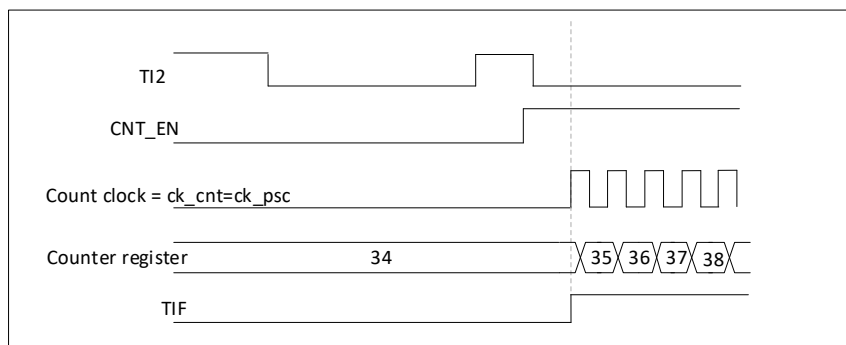 TI2
CNT_EN
Count clock = ck_cnt=ck_psc
Counter register 34 35 36 37 38
TIF